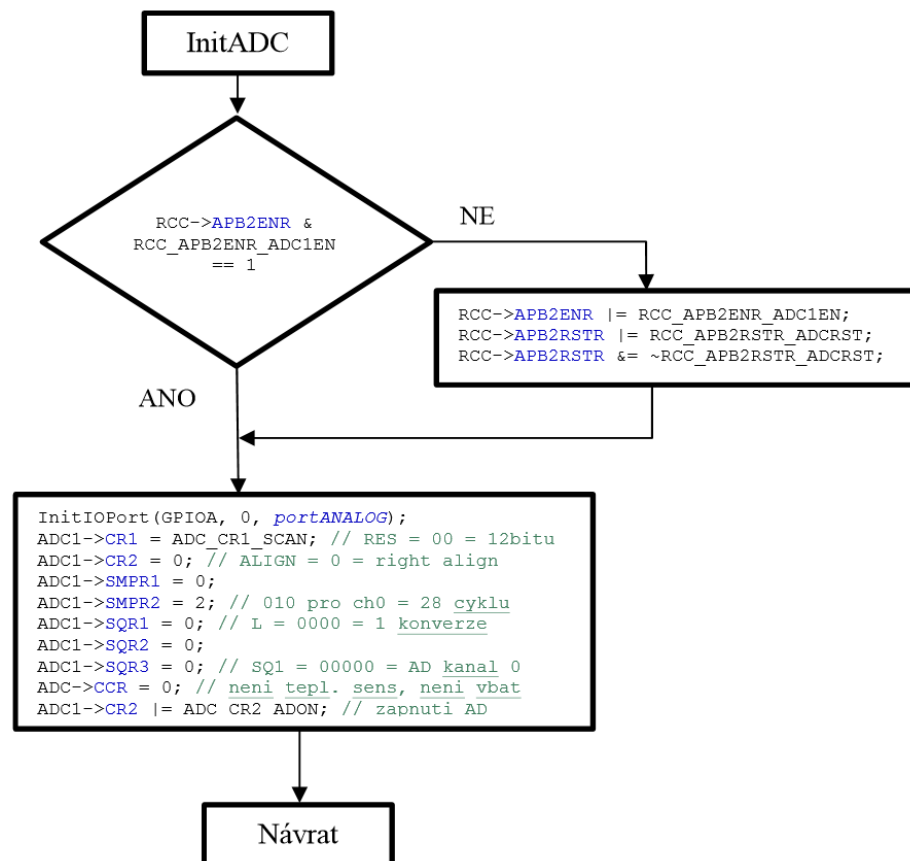 InitADC
RCC->APB2ENR &
RCC_APB2ENR_ADC1EN
== 1
NE
RCC->APB2ENR |= RCC_APB2ENR_ADC1EN;
RCC->APB2RSTR |= RCC_APB2RSTR_ADCRST;
RCC->APB2RSTR &= ~RCC_APB2RSTR_ADCRST;
ANO
InitIOPort(GPIOA, 0, portANALOG);
ADC1->CR1 = ADC_CR1_SCAN; // RES = 00 = 12bitu
ADC1->CR2 = 0; // ALIGN = 0 = right align
ADC1->SMPR1 = 0;
ADC1->SMPR2 = 2; // 010 pro ch0 = 28 cyklu
ADC1->SQR1 = 0; // L = 0000 = 1 konverze
ADC1->SQR2 = 0;
ADC1->SQR3 = 0; // SQ1 = 00000 = AD kanal 0
ADC->CCR = 0; // neni tepl. sens, neni vbat
ADC1->CR2 |= ADC_CR2_ADON; // zapnuti AD
Návrat